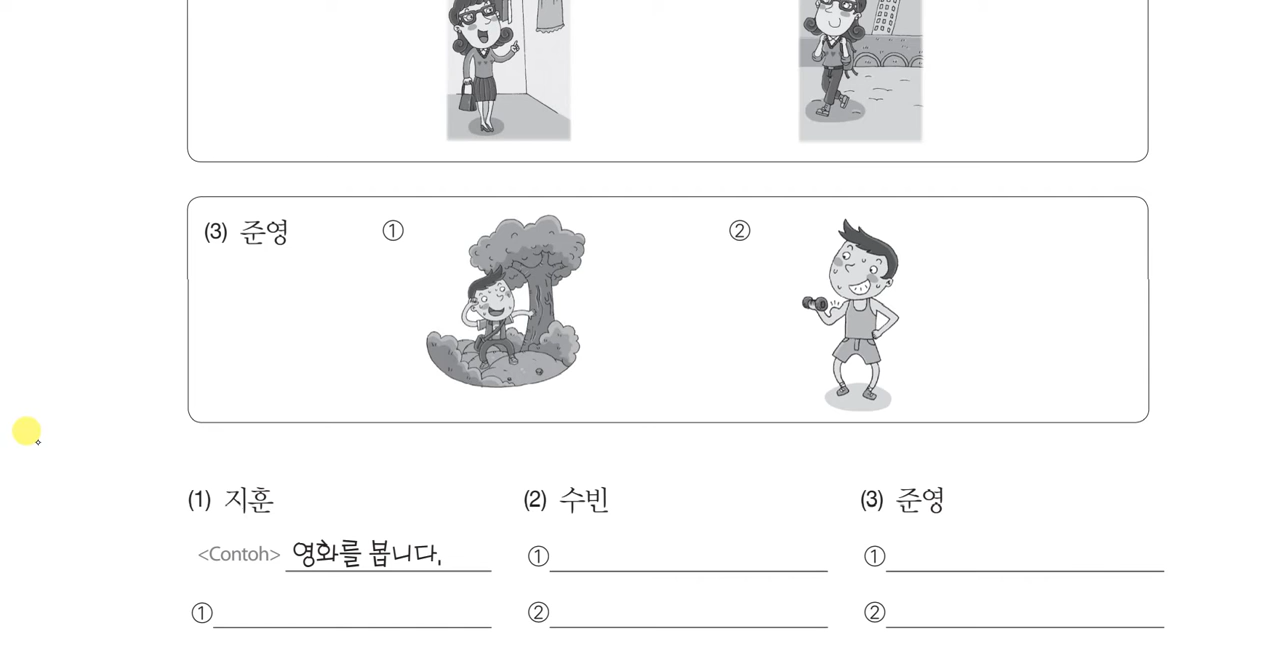 (3) 준영 ① ②
(1) 지훈 (2) 수빈 (3) 준영
<Contoh> 영화를 봅니다. ① ①
① ② ②